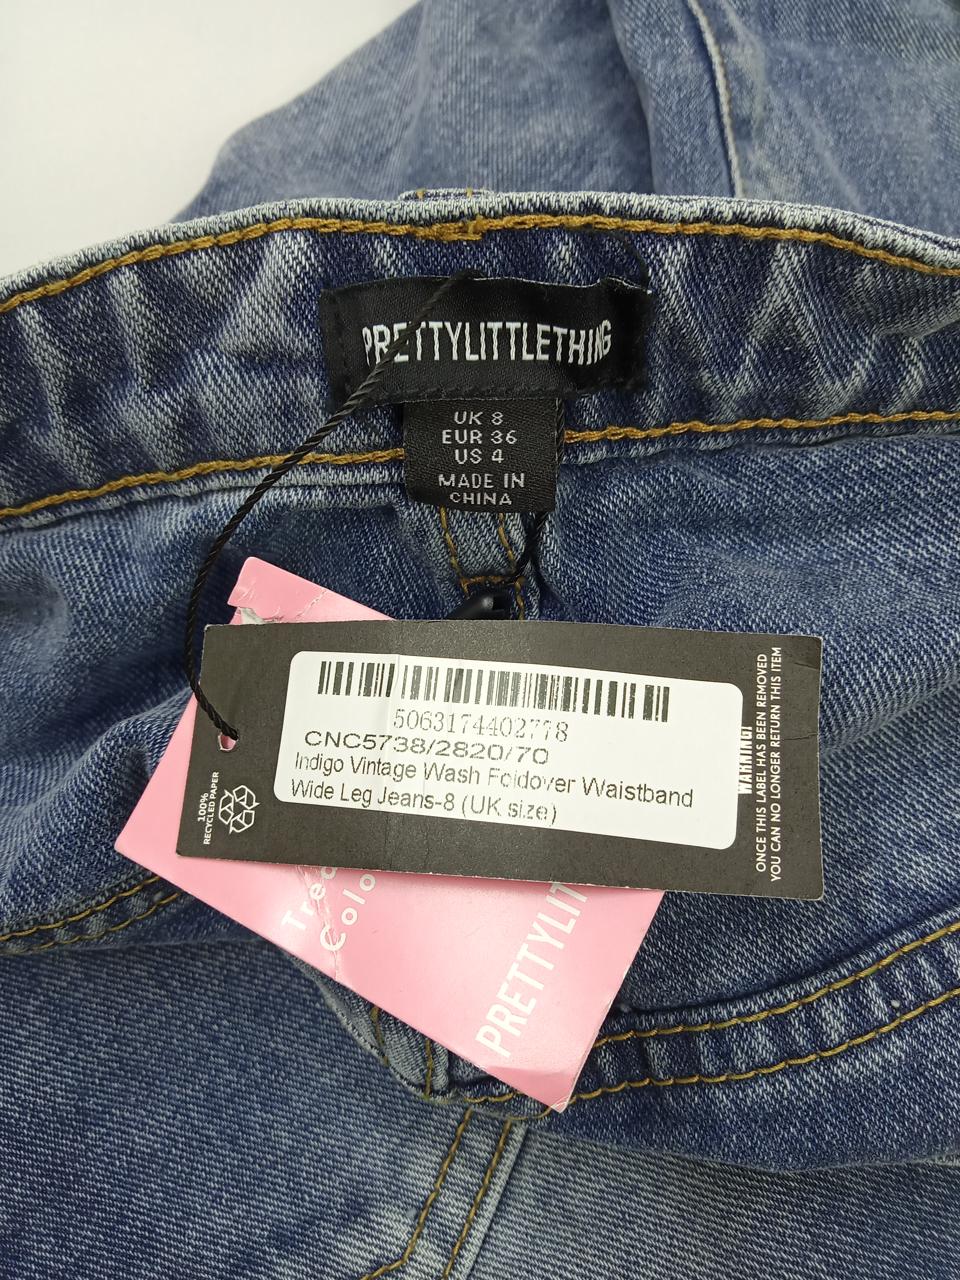 PRETTYLITTLETHING
UK 8
EUR 36
US 4
MADE IN
CHINA
5063174402778
CNC5738/2820/70
Indigo Vintage Wash Foldover Waistband
Wide Leg Jeans-8 (UK size)
100%
RECYCLED PAPER
WARNING!
ONCE THIS LABEL HAS BEEN REMOVED
YOU CAN NO LONGER RETURN THIS ITEM
PRETTYLIT